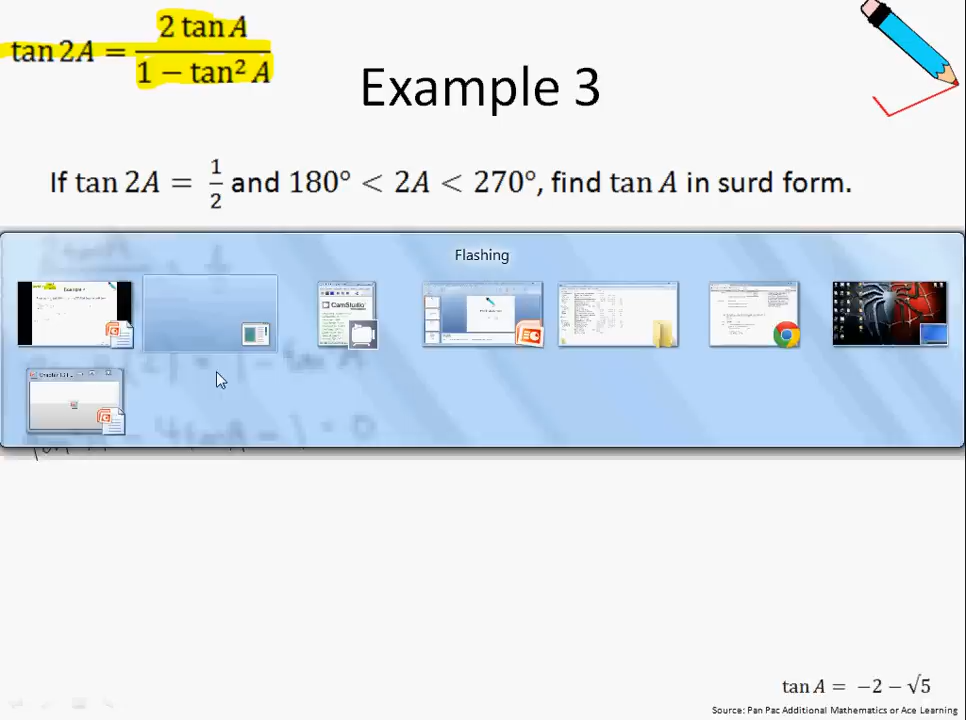 tan 2A = 2 tan A / 1 − tan² A
Example 3
If tan 2A = 1/2 and 180° < 2A < 270°, find tan A in surd form.
Flashing
CamStudio
tan A = −2 − √5
Source: Pan Pac Additional Mathematics or Ace Learning